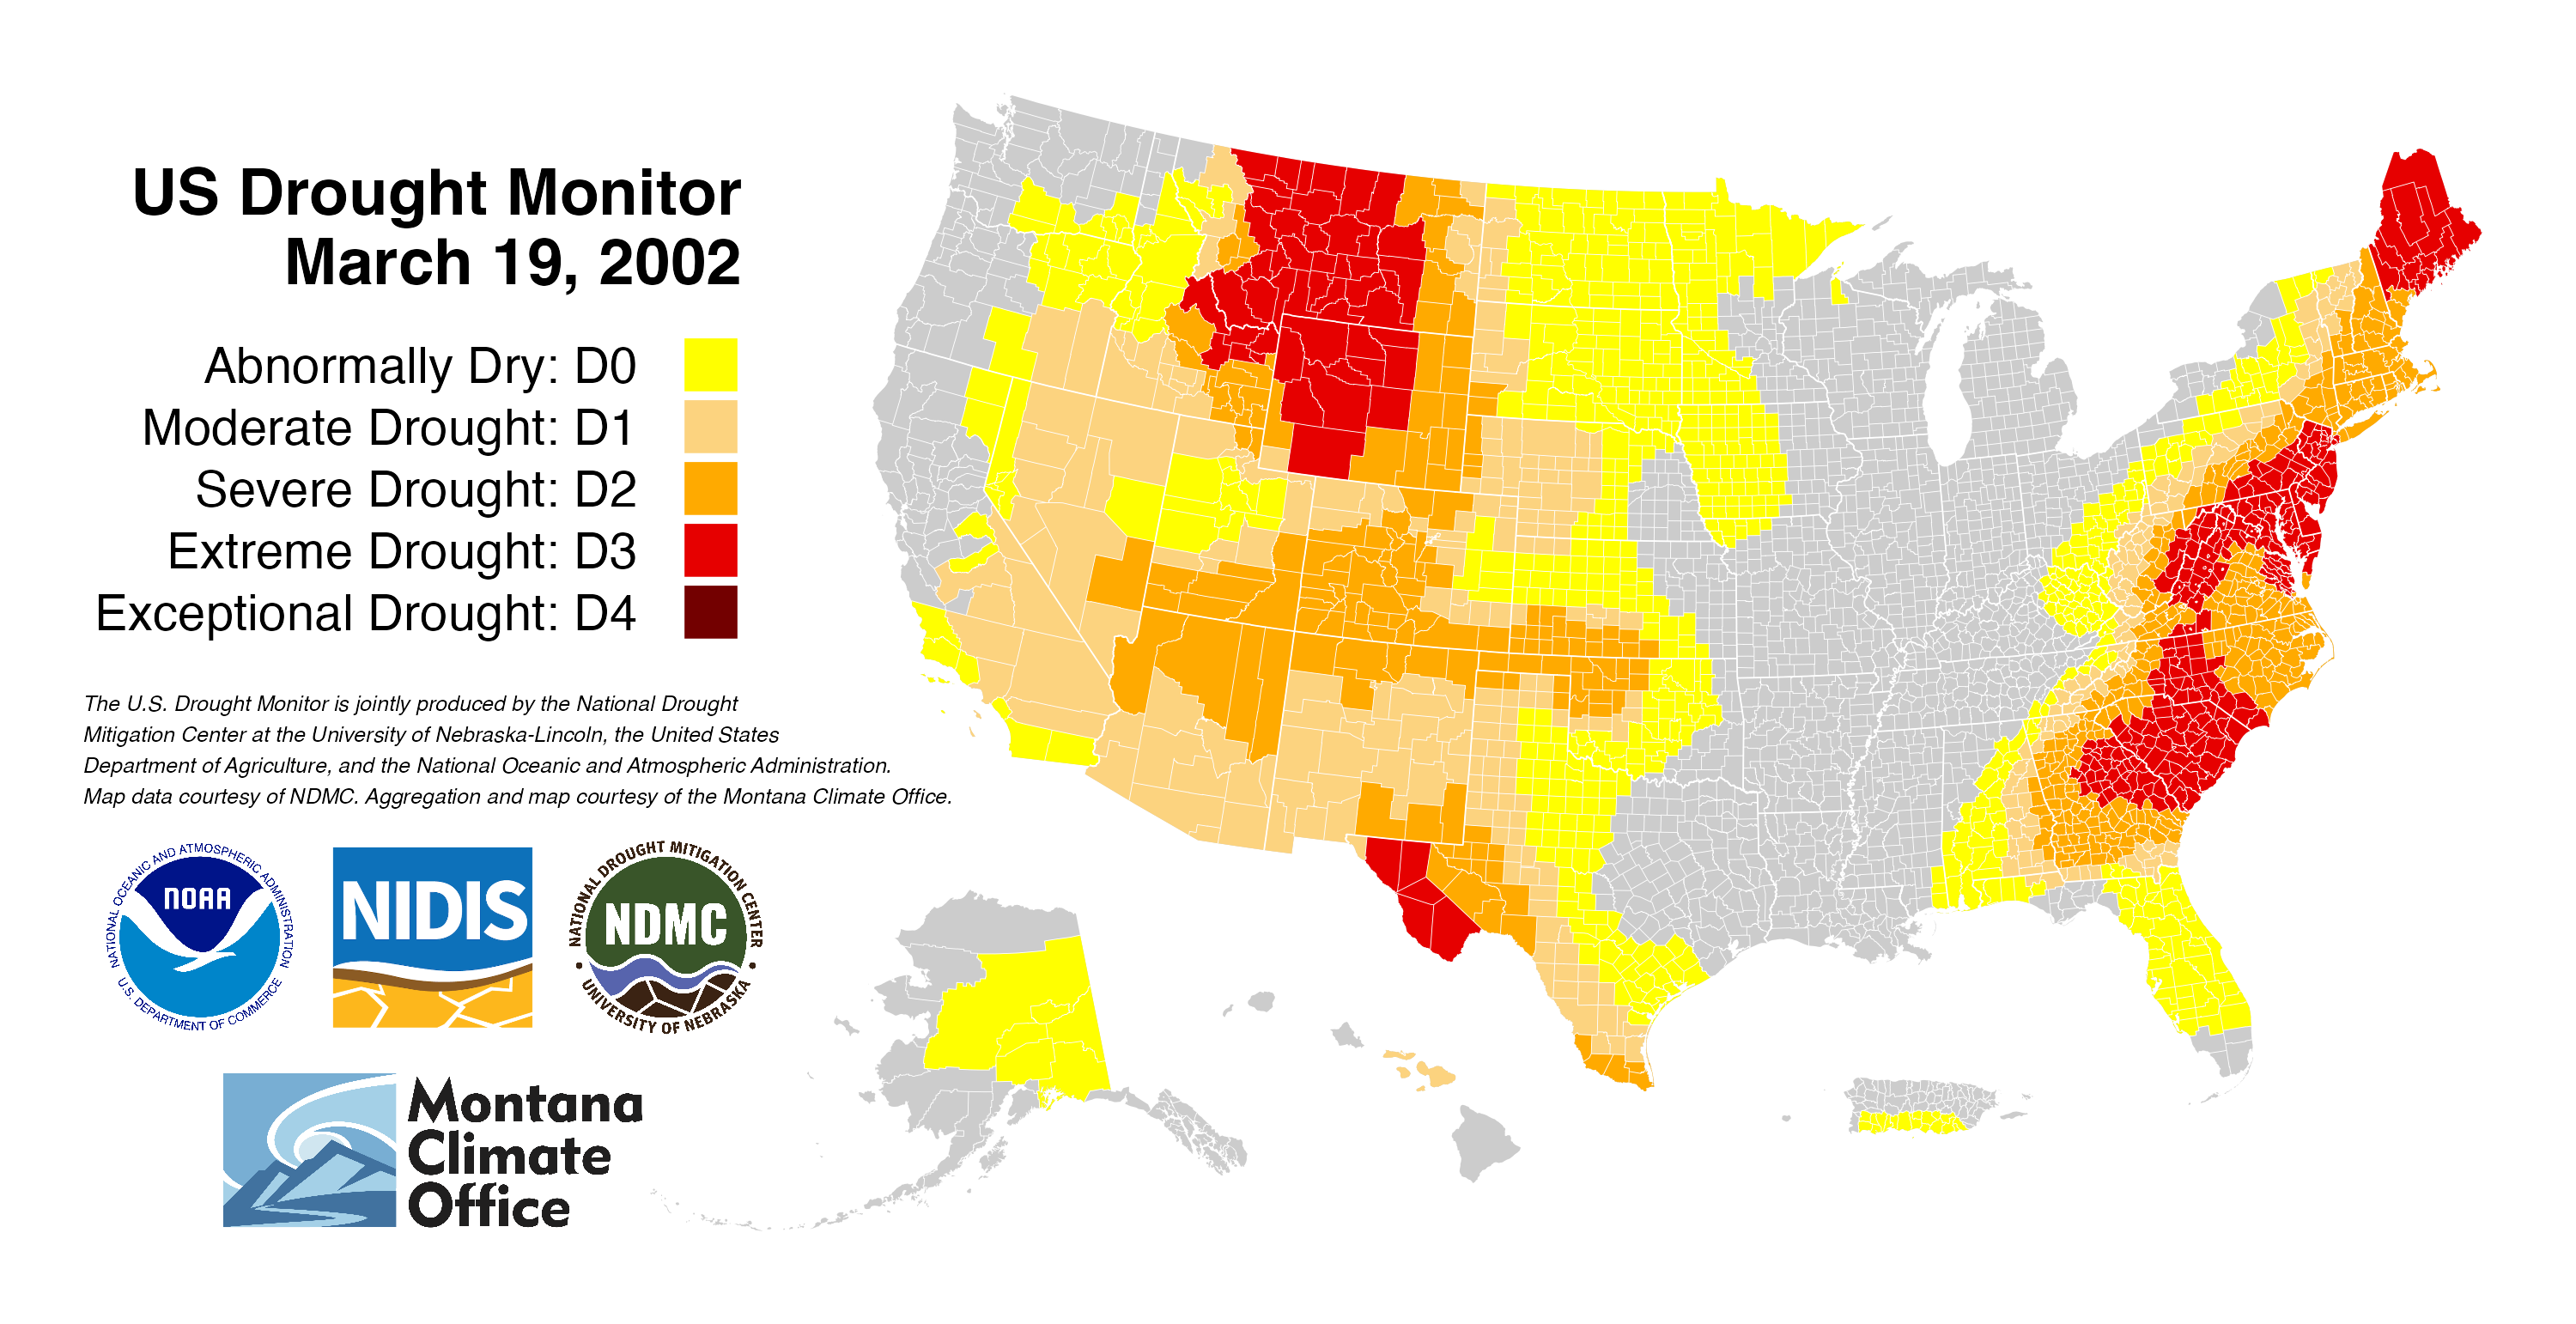 US Drought Monitor
March 19, 2002
Abnormally Dry: D0
Moderate Drought: D1
Severe Drought: D2
Extreme Drought: D3
Exceptional Drought: D4
The U.S. Drought Monitor is jointly produced by the National Drought
Mitigation Center at the University of Nebraska-Lincoln, the United States
Department of Agriculture, and the National Oceanic and Atmospheric Administration.
Map data courtesy of NDMC. Aggregation and map courtesy of the Montana Climate Office.
NATIONAL OCEANIC AND ATMOSPHERIC ADMINISTRATION
NOAA
U.S. DEPARTMENT OF COMMERCE
NIDIS
NATIONAL DROUGHT MITIGATION CENTER
NDMC
UNIVERSITY OF NEBRASKA
Montana
Climate
Office